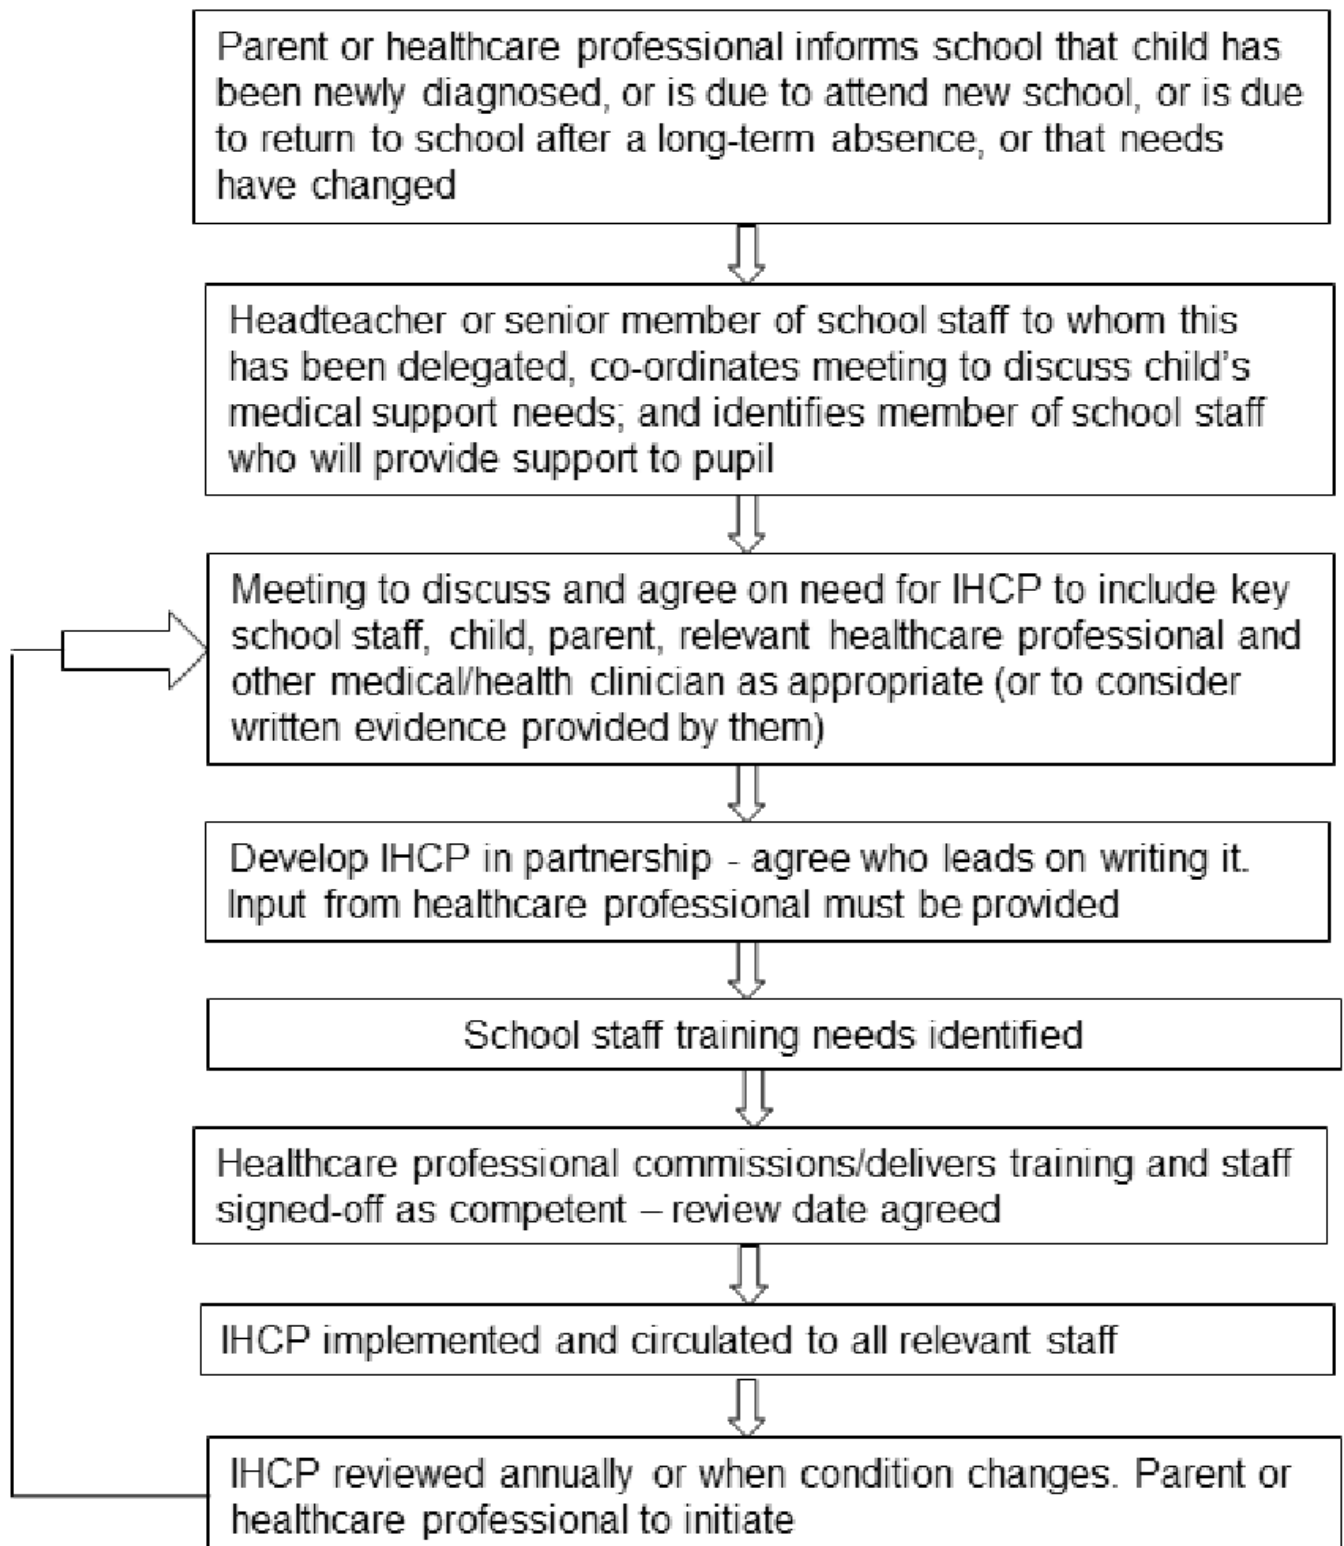 Parent or healthcare professional informs school that child has
been newly diagnosed, or is due to attend new school, or is due
to return to school after a long-term absence, or that needs
have changed
Headteacher or senior member of school staff to whom this
has been delegated, co-ordinates meeting to discuss child’s
medical support needs; and identifies member of school staff
who will provide support to pupil
Meeting to discuss and agree on need for IHCP to include key
school staff, child, parent, relevant healthcare professional and
other medical/health clinician as appropriate (or to consider
written evidence provided by them)
Develop IHCP in partnership - agree who leads on writing it.
Input from healthcare professional must be provided
School staff training needs identified
Healthcare professional commissions/delivers training and staff
signed-off as competent – review date agreed
IHCP implemented and circulated to all relevant staff
IHCP reviewed annually or when condition changes. Parent or
healthcare professional to initiate